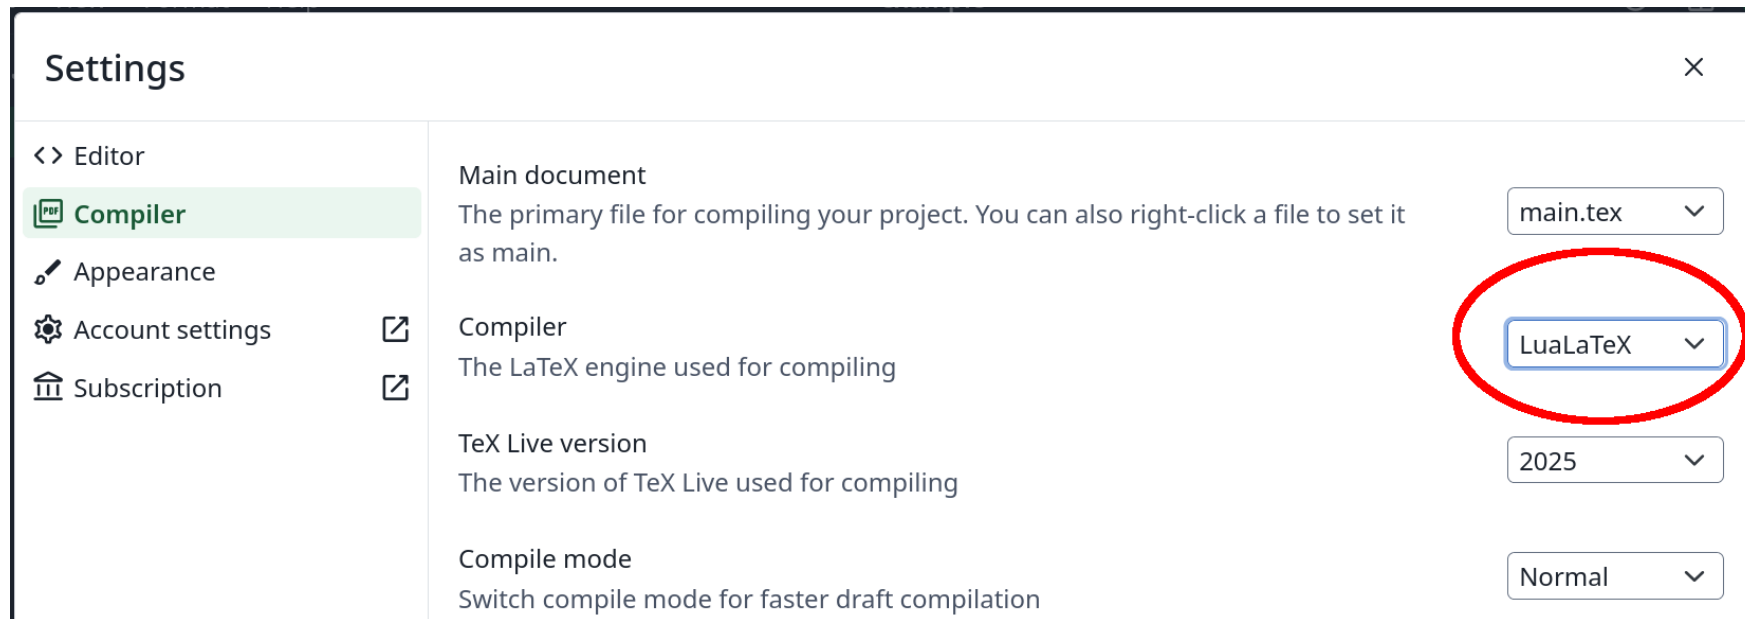 Settings
Editor
Compiler
Appearance
Account settings
Subscription
Main document
The primary file for compiling your project. You can also right-click a file to set it
as main.
main.tex
Compiler
The LaTeX engine used for compiling
LuaLaTeX
TeX Live version
The version of TeX Live used for compiling
2025
Compile mode
Switch compile mode for faster draft compilation
Normal